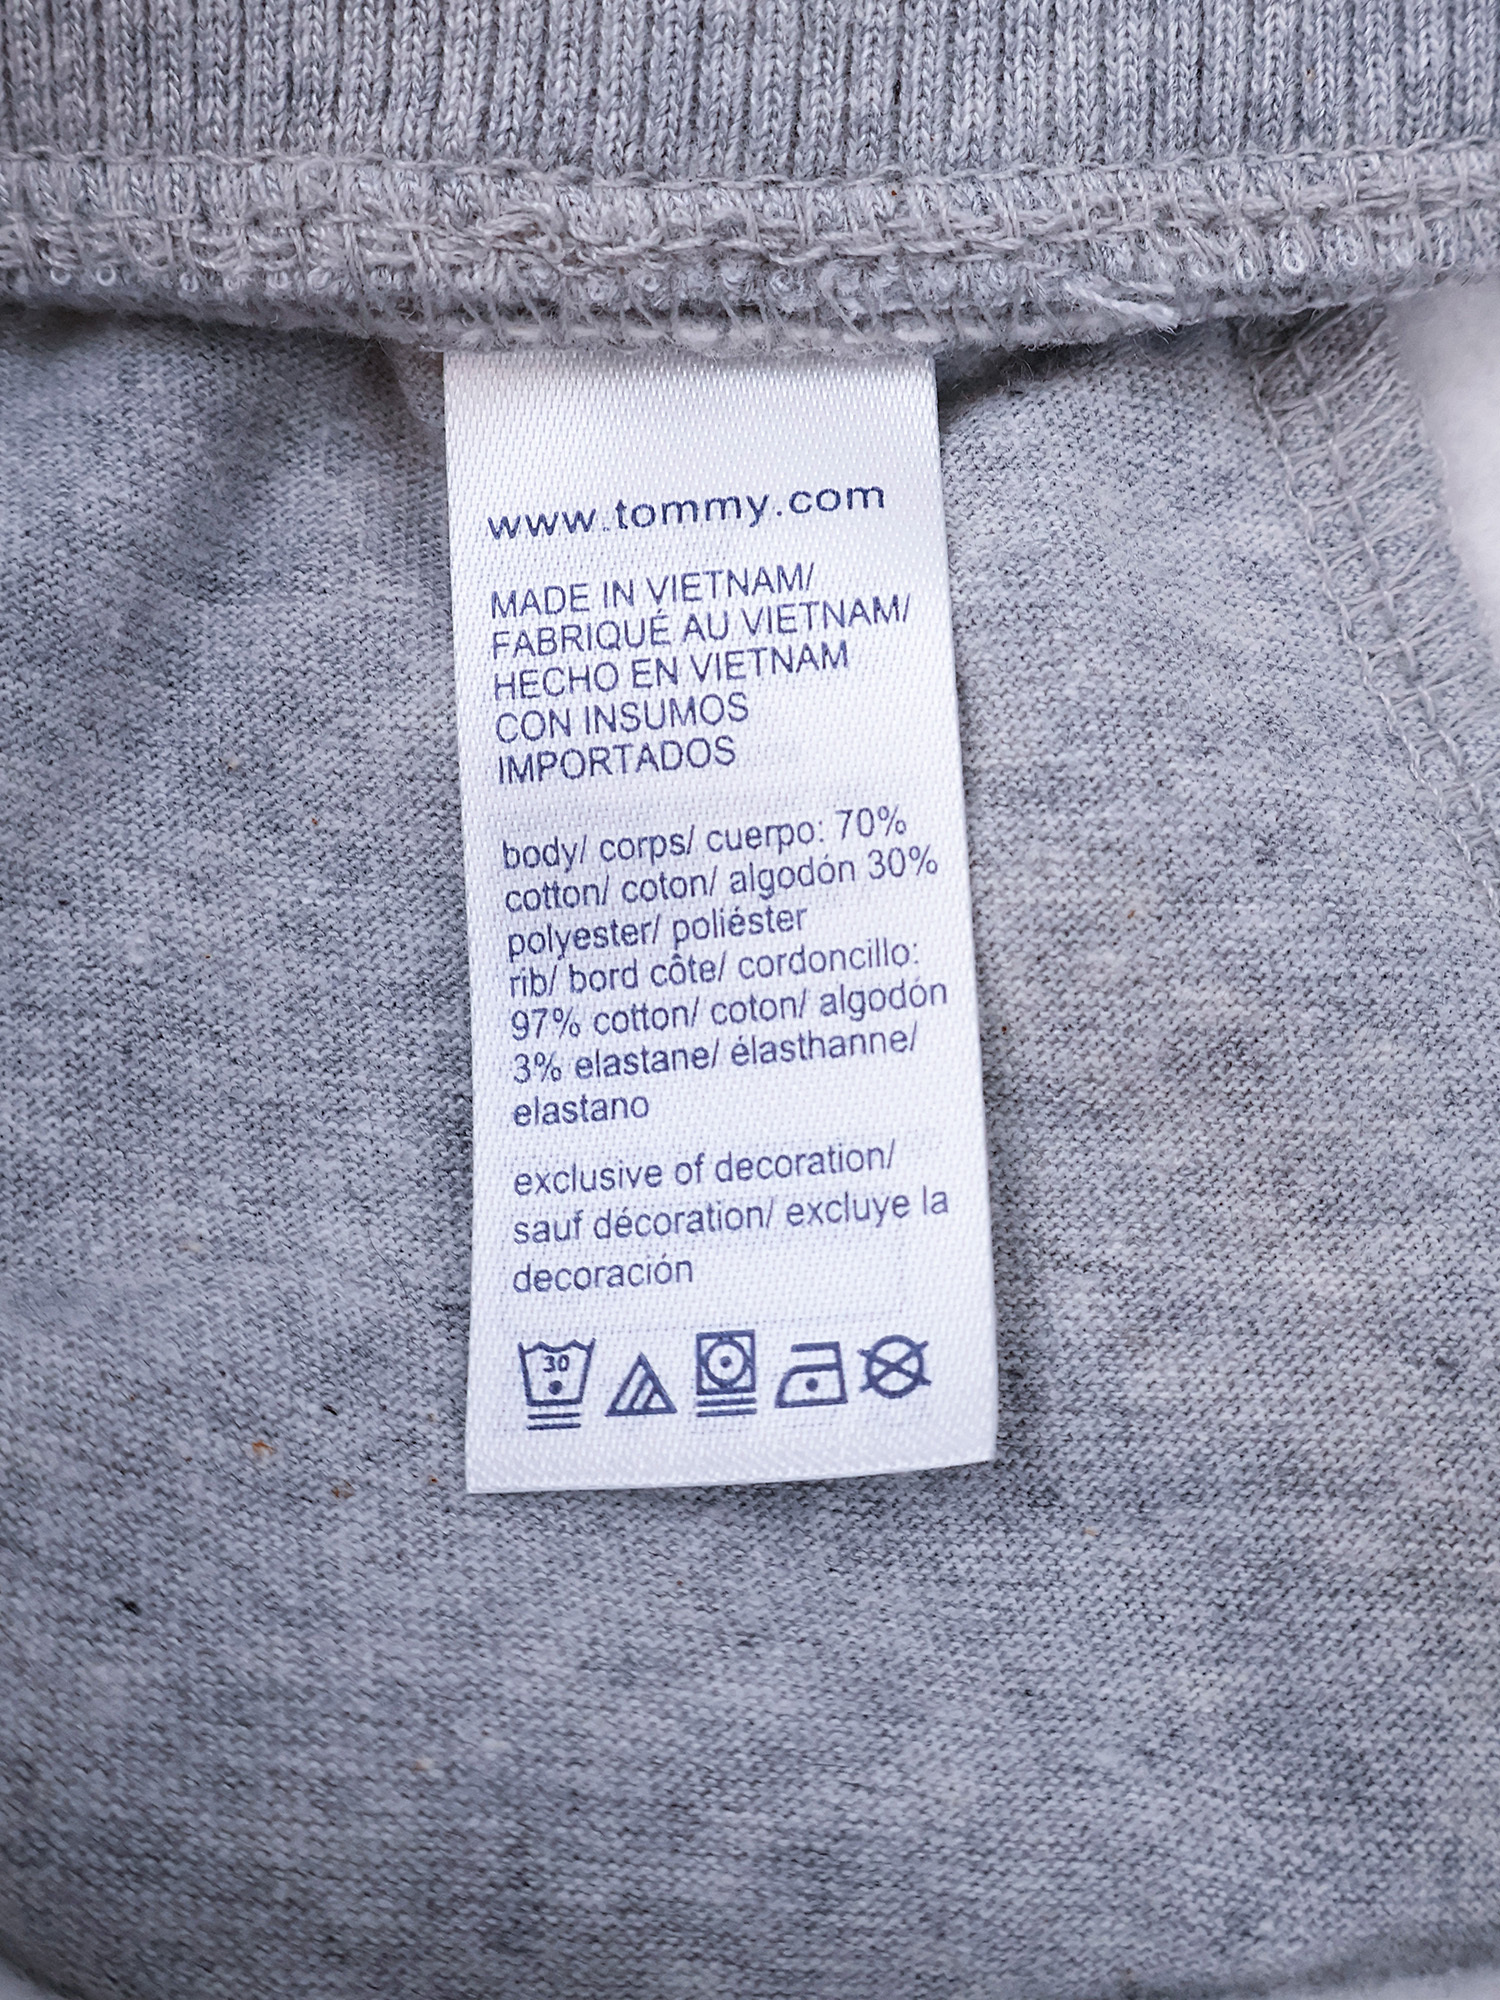 www.tommy.com
MADE IN VIETNAM/
FABRIQUÉ AU VIETNAM/
HECHO EN VIETNAM
CON INSUMOS
IMPORTADOS
body/ corps/ cuerpo: 70%
cotton/ coton/ algodón 30%
polyester/ poliéster
rib/ bord côte/ cordoncillo:
97% cotton/ coton/ algodón
3% elastane/ élasthanne/
elastano
exclusive of decoration/
sauf décoration/ excluye la
decoración
30